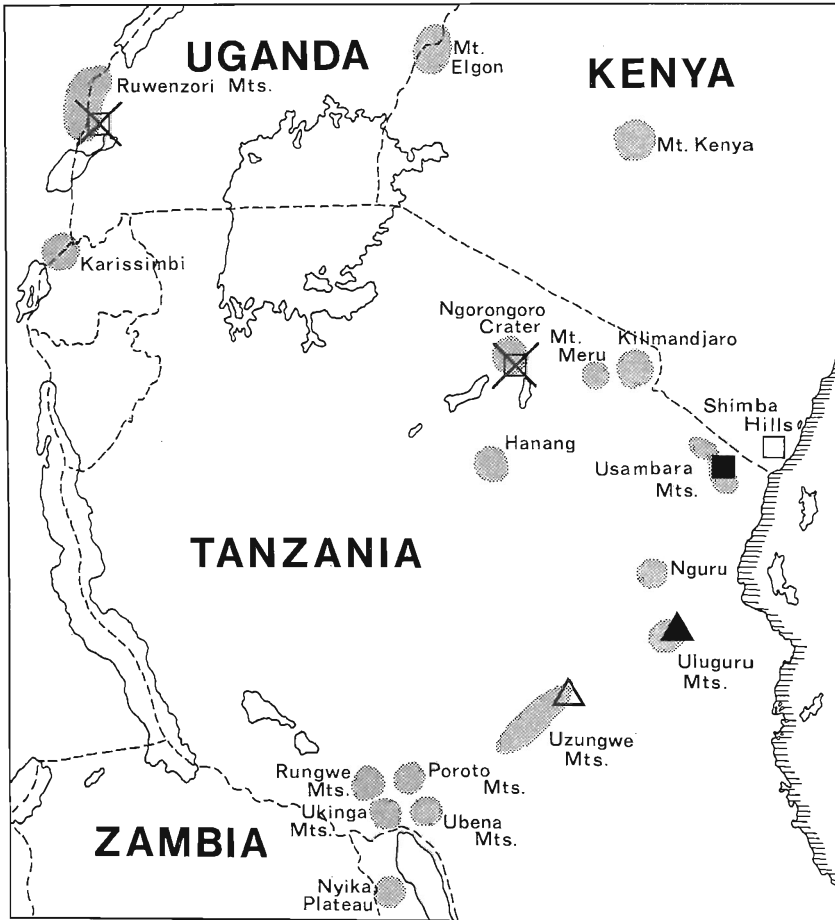 UGANDA
Mt.
Elgon
KENYA
Ruwenzori Mts.
Mt. Kenya
Karissimbi
Ngorongoro
Crater
Mt.
Meru
Kilimandjaro
Shimba
Hills
Hanang
Usambara
Mts.
TANZANIA
Nguru
Uluguru
Mts.
Uzungwe
Mts.
Rungwe
Mts.
Poroto
Mts.
Ukinga
Mts.
Ubena
Mts.
ZAMBIA
Nyika
Plateau